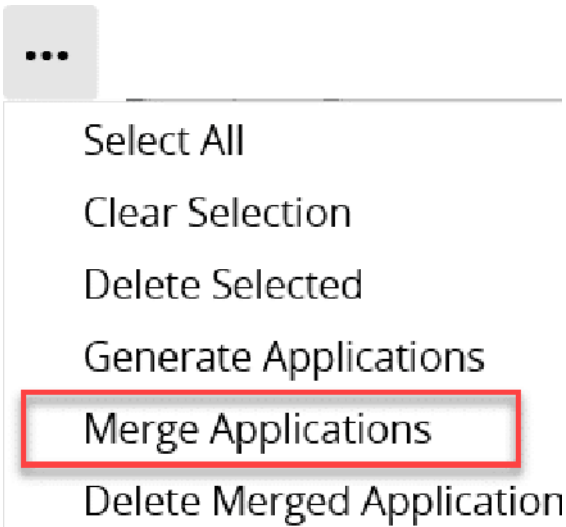 ...
Select All
Clear Selection
Delete Selected
Generate Applications
Merge Applications
Delete Merged Application